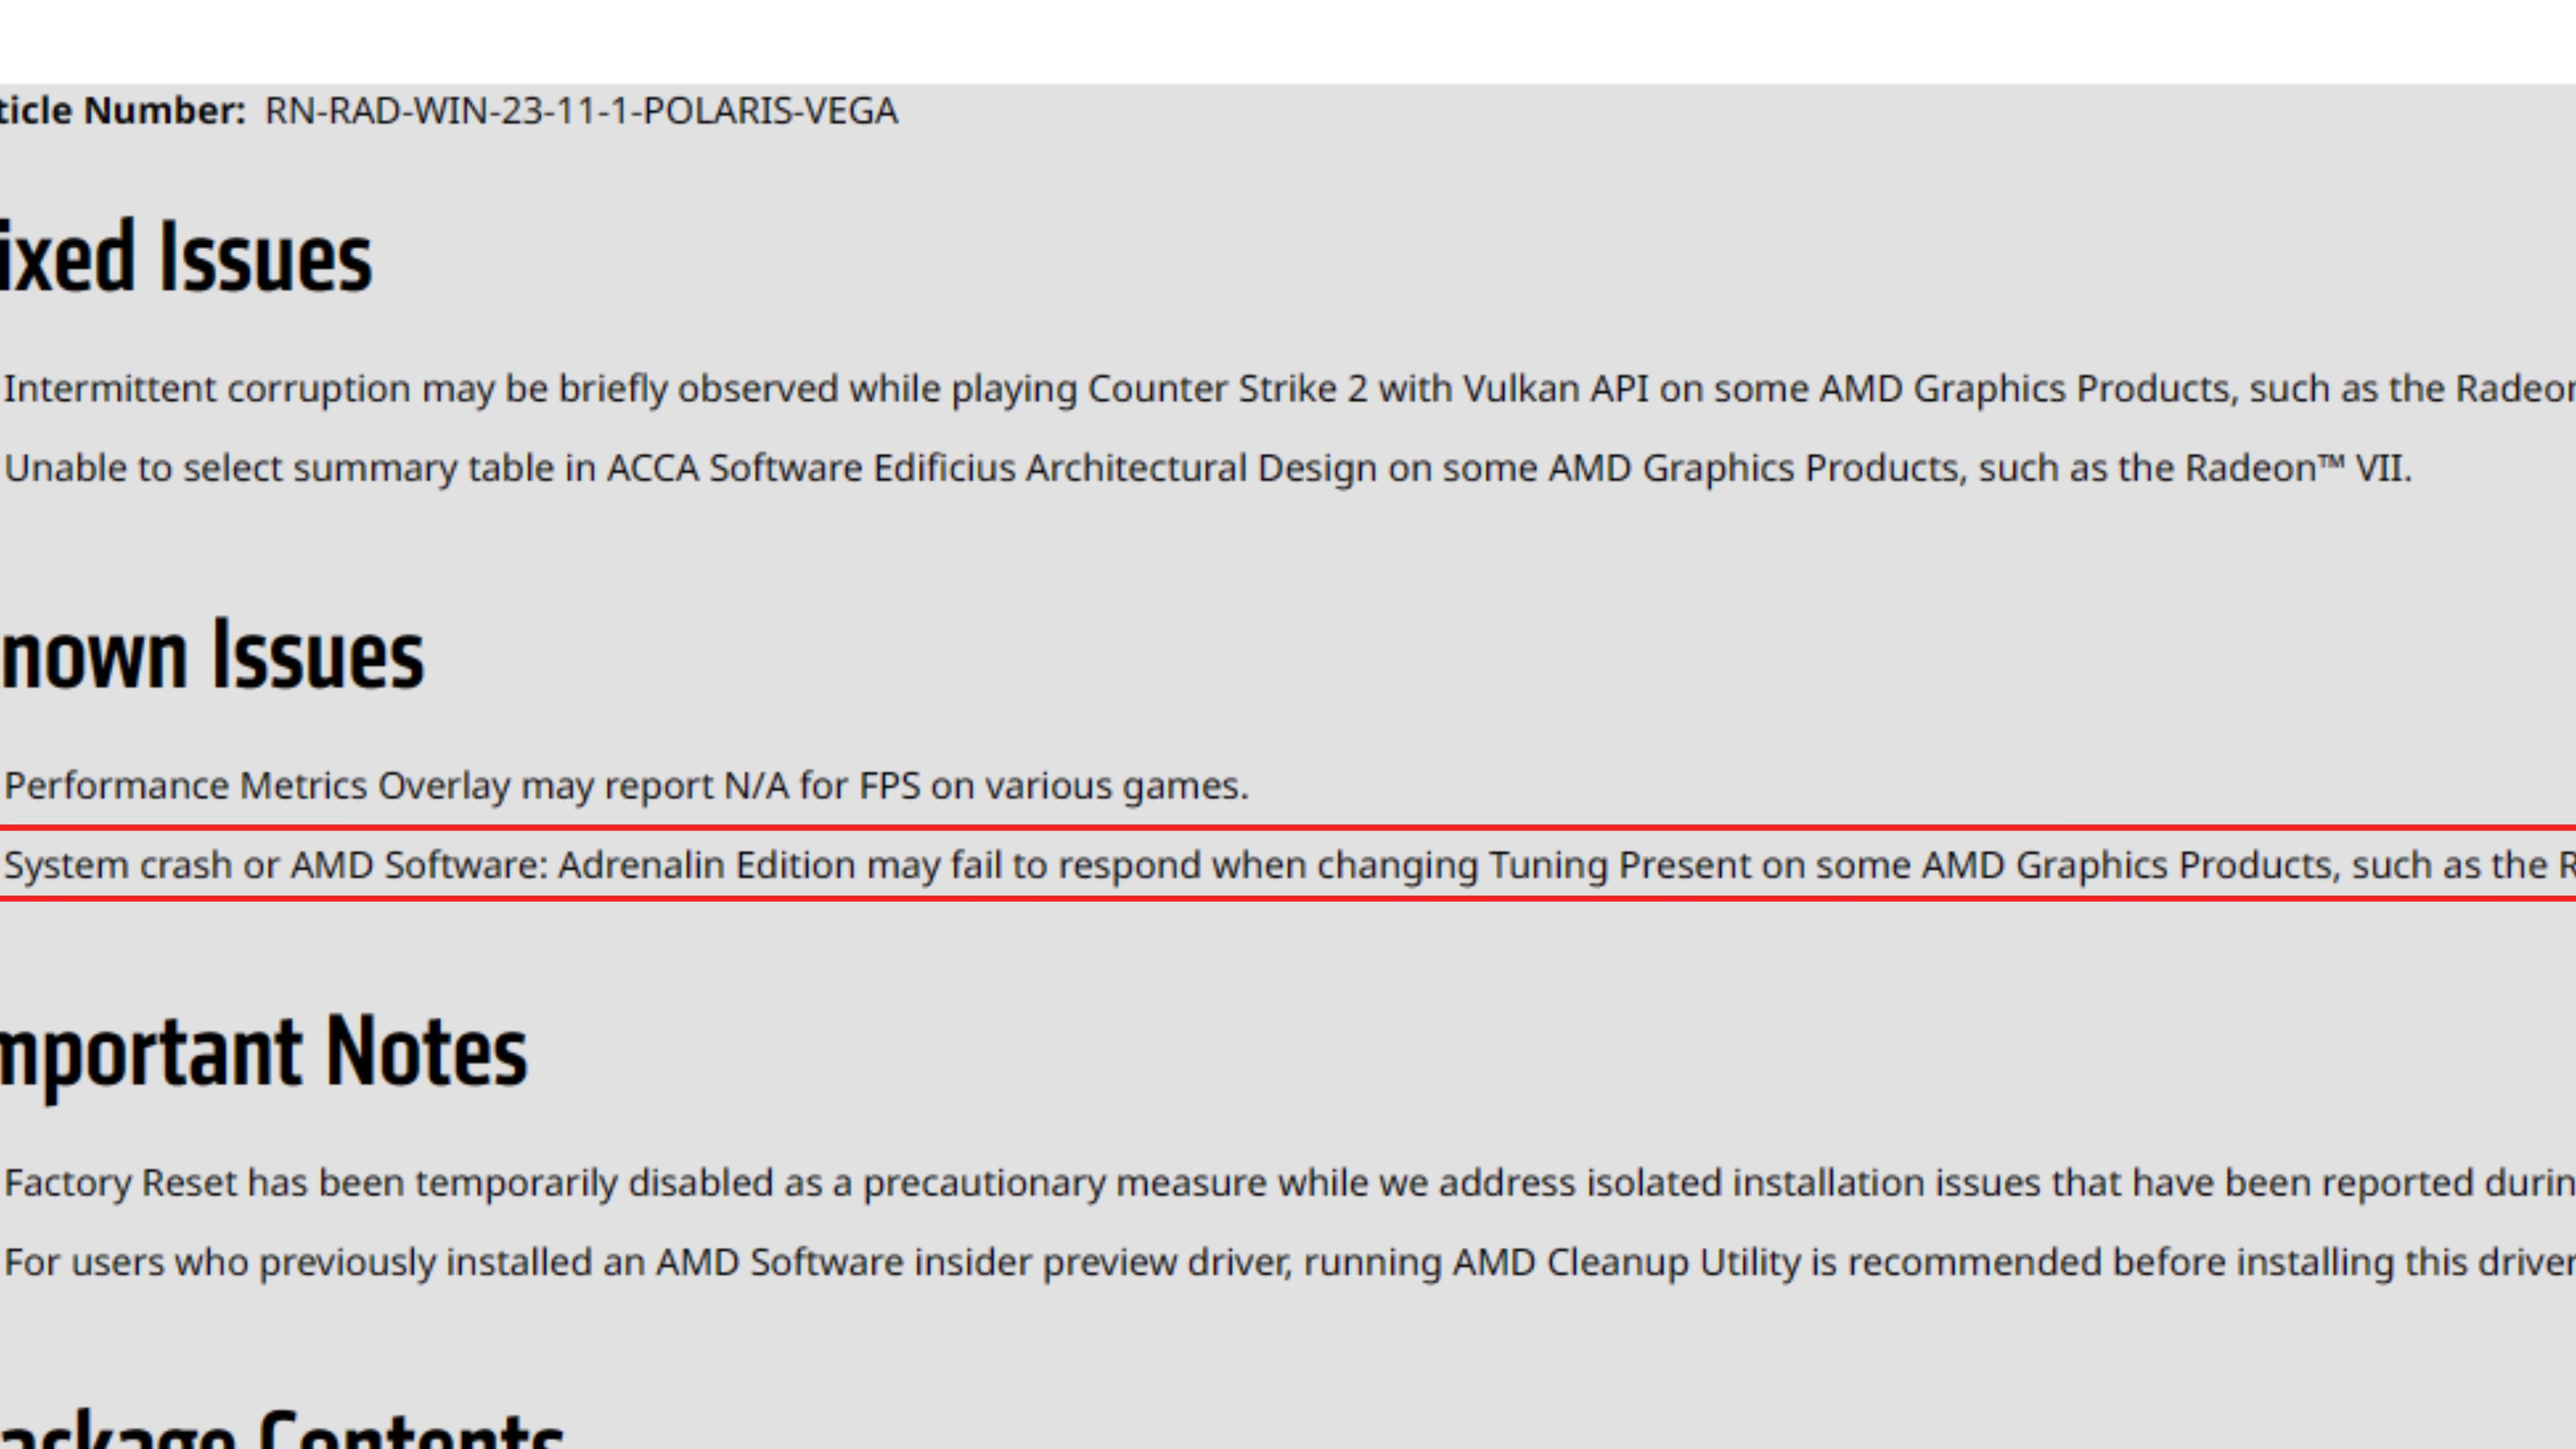 ticle Number: RN-RAD-WIN-23-11-1-POLARIS-VEGA
ixed Issues
Intermittent corruption may be briefly observed while playing Counter Strike 2 with Vulkan API on some AMD Graphics Products, such as the Radeon
Unable to select summary table in ACCA Software Edificius Architectural Design on some AMD Graphics Products, such as the Radeon™ VII.
nown Issues
Performance Metrics Overlay may report N/A for FPS on various games.
System crash or AMD Software: Adrenalin Edition may fail to respond when changing Tuning Present on some AMD Graphics Products, such as the R
mportant Notes
Factory Reset has been temporarily disabled as a precautionary measure while we address isolated installation issues that have been reported durin
For users who previously installed an AMD Software insider preview driver, running AMD Cleanup Utility is recommended before installing this driver
ackage Contents